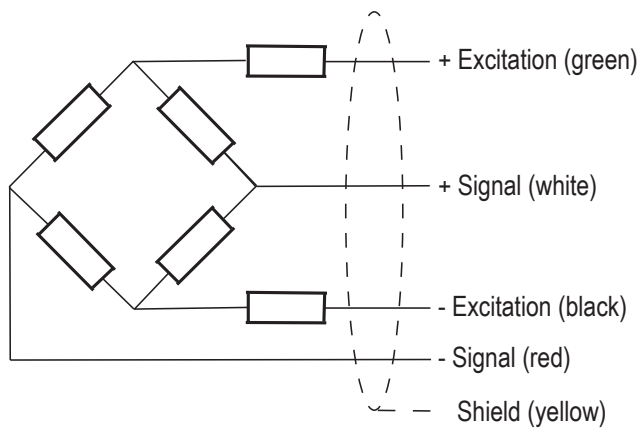 + Excitation (green)
+ Signal (white)
- Excitation (black)
- Signal (red)
Shield (yellow)